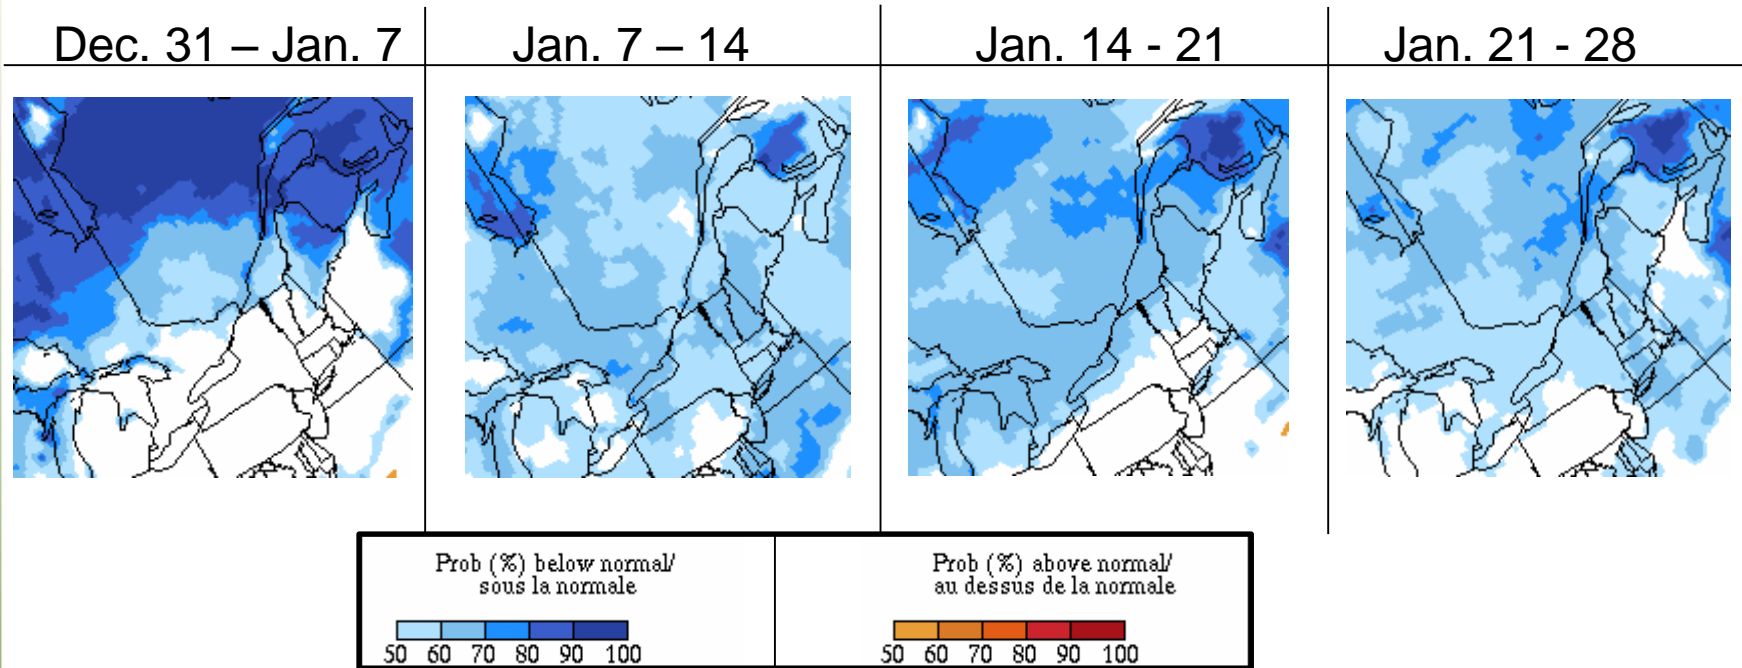 Dec. 31 – Jan. 7
Jan. 7 – 14
Jan. 14 - 21
Jan. 21 - 28
Prob (%) below normal/
sous la normale
50 60 70 80 90 100
Prob (%) above normal/
au dessus de la normale
50 60 70 80 90 100